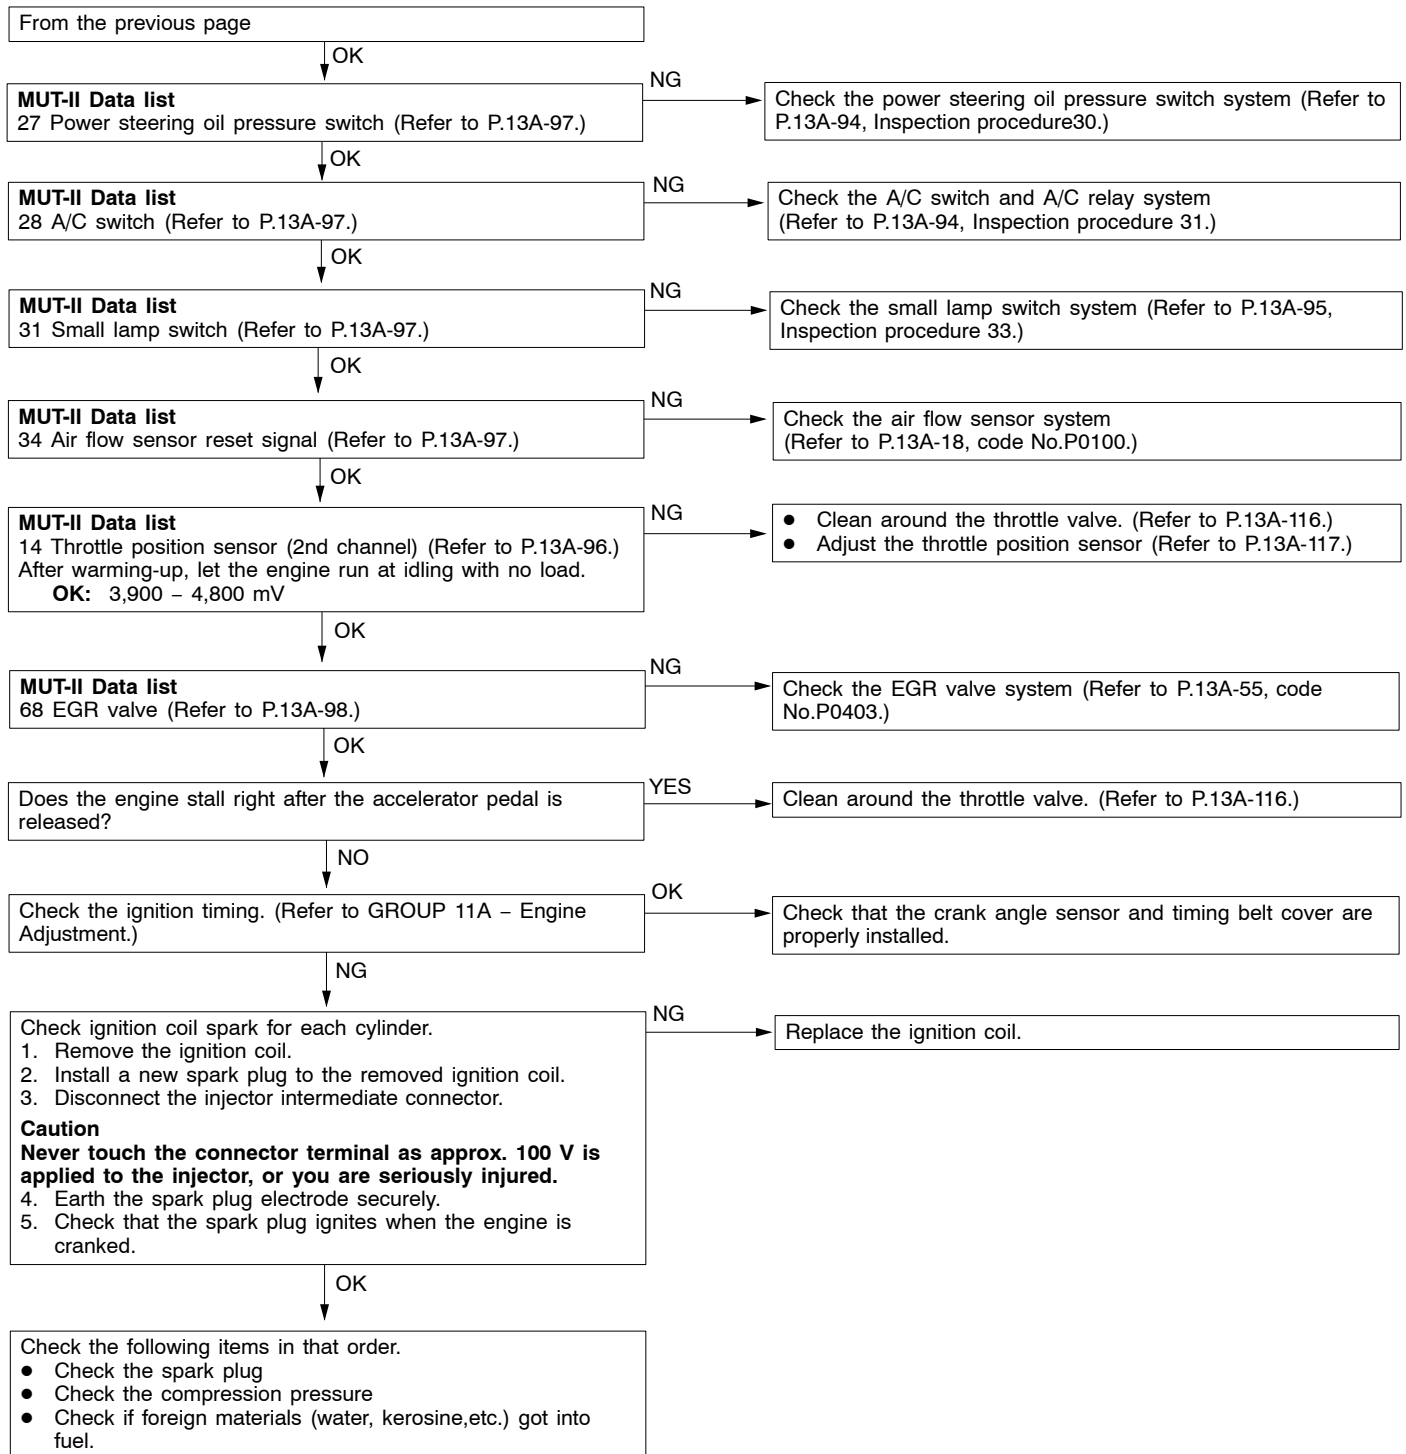 From the previous page
OK
MUT-II Data list
27 Power steering oil pressure switch (Refer to P.13A-97.)
NG
Check the power steering oil pressure switch system (Refer to
P.13A-94, Inspection procedure30.)
OK
MUT-II Data list
28 A/C switch (Refer to P.13A-97.)
NG
Check the A/C switch and A/C relay system
(Refer to P.13A-94, Inspection procedure 31.)
OK
MUT-II Data list
31 Small lamp switch (Refer to P.13A-97.)
NG
Check the small lamp switch system (Refer to P.13A-95,
Inspection procedure 33.)
OK
MUT-II Data list
34 Air flow sensor reset signal (Refer to P.13A-97.)
NG
Check the air flow sensor system
(Refer to P.13A-18, code No.P0100.)
OK
MUT-II Data list
14 Throttle position sensor (2nd channel) (Refer to P.13A-96.)
After warming-up, let the engine run at idling with no load.
OK: 3,900 – 4,800 mV
NG
● Clean around the throttle valve. (Refer to P.13A-116.)
● Adjust the throttle position sensor (Refer to P.13A-117.)
OK
MUT-II Data list
68 EGR valve (Refer to P.13A-98.)
NG
Check the EGR valve system (Refer to P.13A-55, code
No.P0403.)
OK
Does the engine stall right after the accelerator pedal is
released?
YES
Clean around the throttle valve. (Refer to P.13A-116.)
NO
Check the ignition timing. (Refer to GROUP 11A – Engine
Adjustment.)
OK
Check that the crank angle sensor and timing belt cover are
properly installed.
NG
Check ignition coil spark for each cylinder.
1. Remove the ignition coil.
2. Install a new spark plug to the removed ignition coil.
3. Disconnect the injector intermediate connector.
Caution
Never touch the connector terminal as approx. 100 V is
applied to the injector, or you are seriously injured.
4. Earth the spark plug electrode securely.
5. Check that the spark plug ignites when the engine is
cranked.
NG
Replace the ignition coil.
OK
Check the following items in that order.
● Check the spark plug
● Check the compression pressure
● Check if foreign materials (water, kerosine,etc.) got into
fuel.